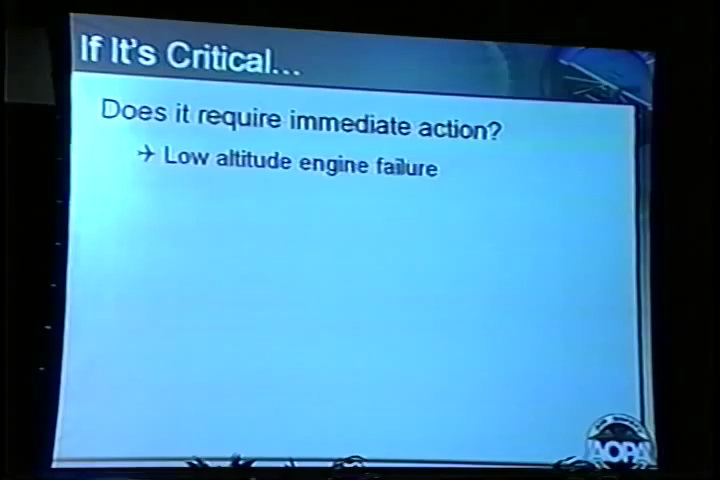 If It's Critical...
Does it require immediate action?
Low altitude engine failure
AOPA